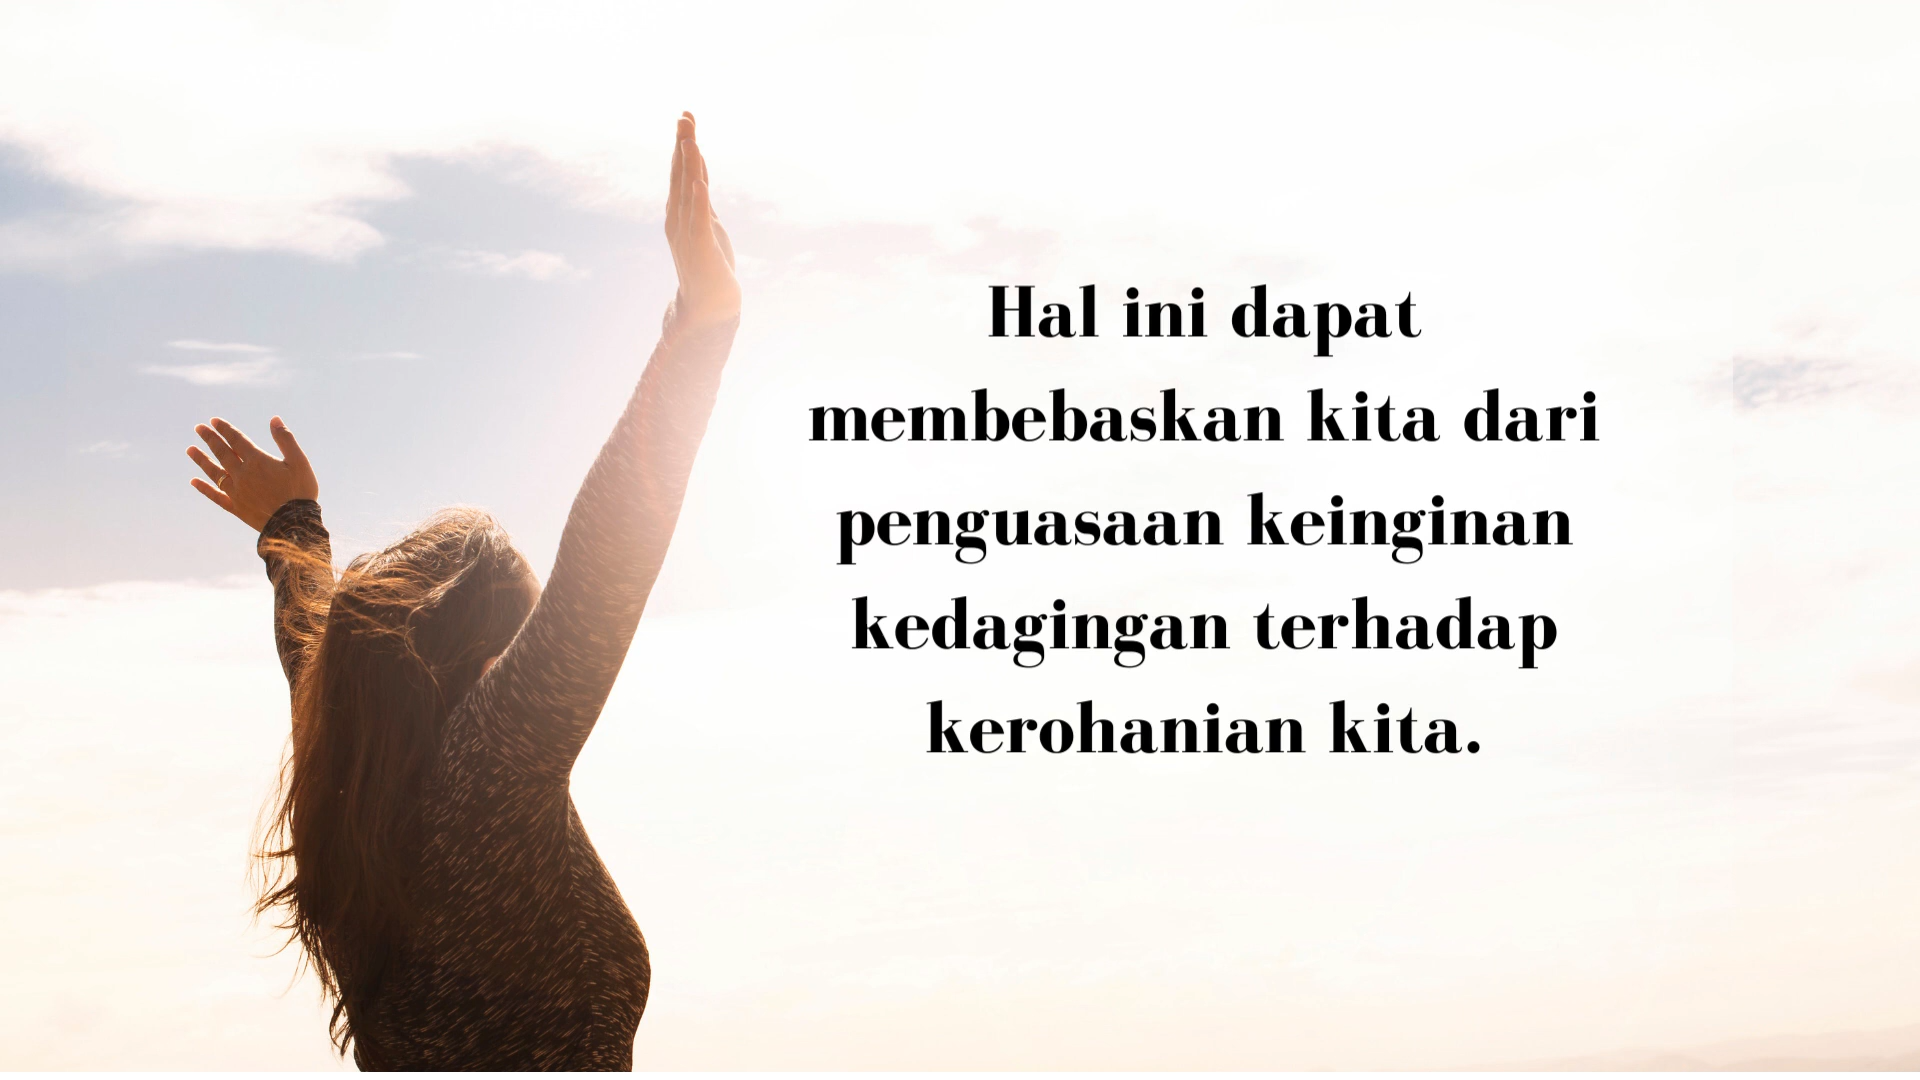 Hal ini dapat
membebaskan kita dari
penguasaan keinginan
kedagingan terhadap
kerohanian kita.